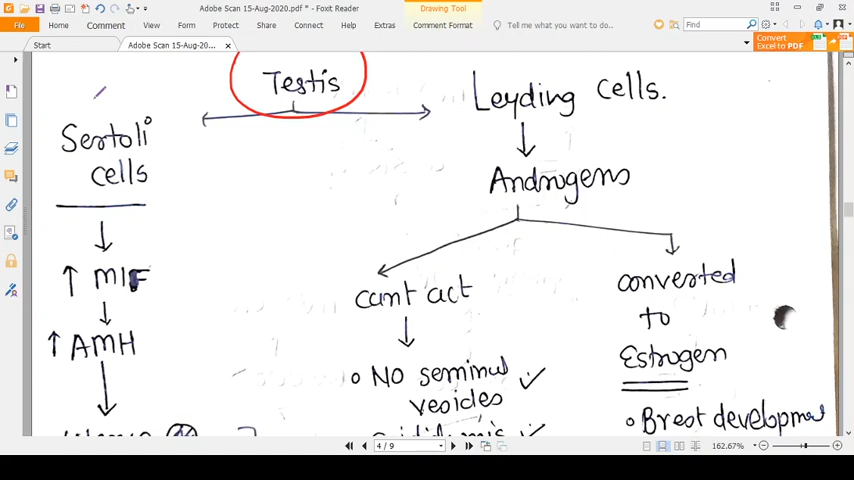 Adobe Scan 15-Aug-2020.pdf * - Foxit Reader
Drawing Tool
File
Home
Comment
View
Form
Protect
Share
Connect
Help
Extras
Comment Format
Tell me what you want to do...
Find
Start
Adobe Scan 15-Aug-20...
Convert
Excel to PDF
Testis
Sertoli
cells
↑ MIF
↑ AMH
Leyding cells.
Androgens
cant act
• NO seminal
vesicles
converted
to
Estrogen
• Brest development
4 / 9
162.67%